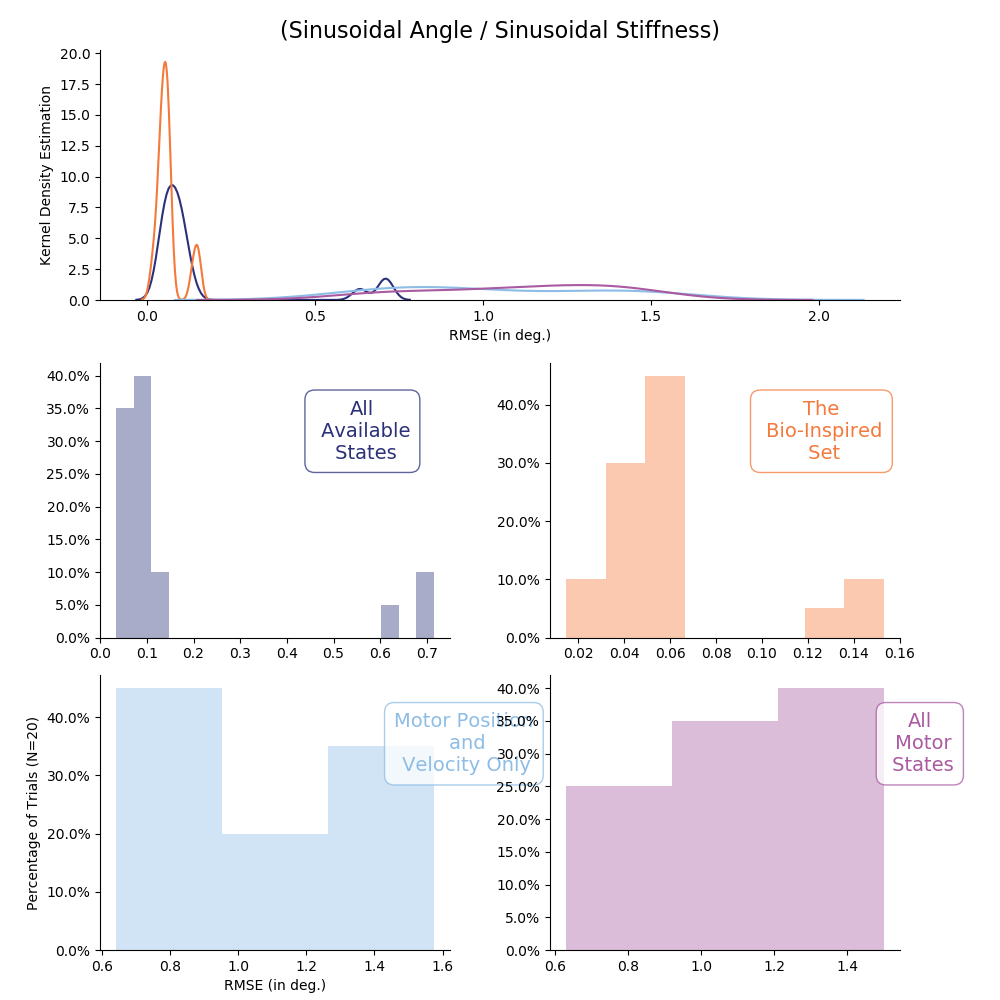 (Sinusoidal Angle / Sinusoidal Stiffness)
20.0
17.5
15.0
12.5
10.0
7.5
5.0
2.5
0.0
Kernel Density Estimation
0.0 0.5 1.0 1.5 2.0
RMSE (in deg.)
40.0%
35.0%
30.0%
25.0%
20.0%
15.0%
10.0%
5.0%
0.0%
0.0 0.1 0.2 0.3 0.4 0.5 0.6 0.7
All
Available
States
40.0%
30.0%
20.0%
10.0%
0.0%
0.02 0.04 0.06 0.08 0.10 0.12 0.14 0.16
The
Bio-Inspired
Set
40.0%
30.0%
20.0%
10.0%
0.0%
Percentage of Trials (N=20)
0.6 0.8 1.0 1.2 1.4 1.6
RMSE (in deg.)
Motor Position
and
Velocity Only
40.0%
35.0%
30.0%
25.0%
20.0%
15.0%
10.0%
5.0%
0.0%
0.6 0.8 1.0 1.2 1.4
All
Motor
States